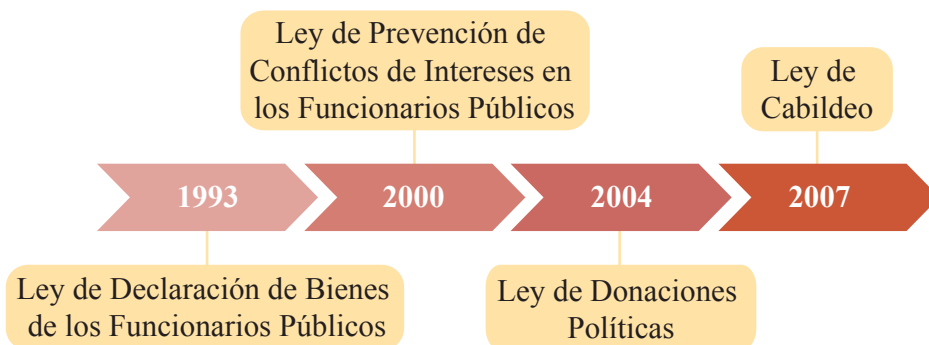 Ley de Prevención de
Conflictos de Intereses en
los Funcionarios Públicos
Ley de
Cabildeo
1993
2000
2004
2007
Ley de Declaración de Bienes
de los Funcionarios Públicos
Ley de Donaciones
Políticas